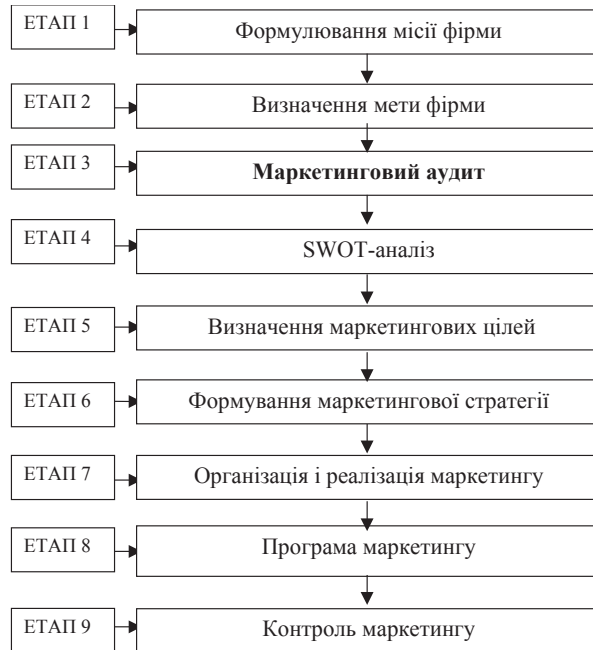 ЕТАП 1
Формулювання місії фірми
ЕТАП 2
Визначення мети фірми
ЕТАП 3
Маркетинговий аудит
ЕТАП 4
SWOT-аналіз
ЕТАП 5
Визначення маркетингових цілей
ЕТАП 6
Формування маркетингової стратегії
ЕТАП 7
Організація і реалізація маркетингу
ЕТАП 8
Програма маркетингу
ЕТАП 9
Контроль маркетингу